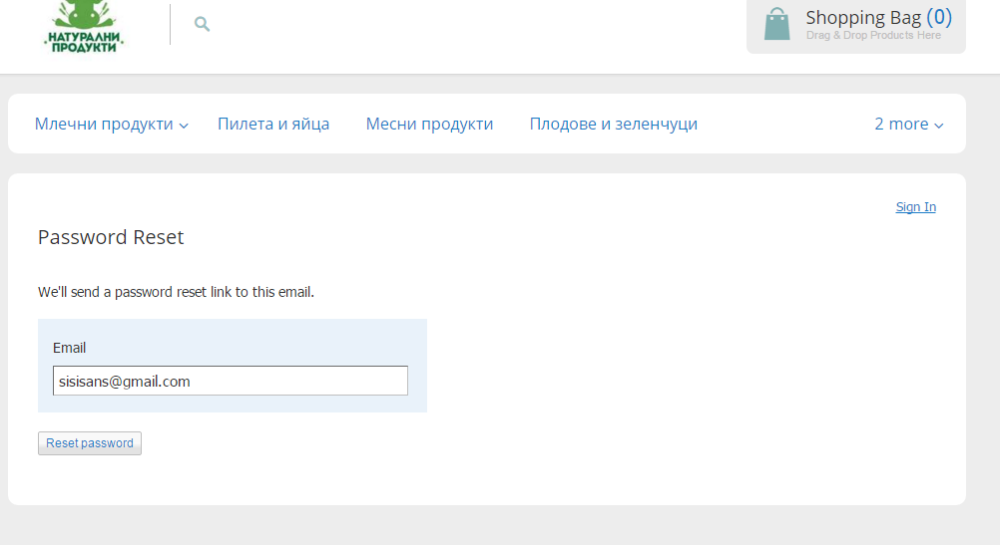 НАТУРАЛНИ
ПРОДУКТИ
Shopping Bag (0)
Drag & Drop Products Here
Млечни продукти
Пилета и яйца
Месни продукти
Плодове и зеленчуци
2 more
Sign In
Password Reset
We'll send a password reset link to this email.
Email
sisisans@gmail.com
Reset password